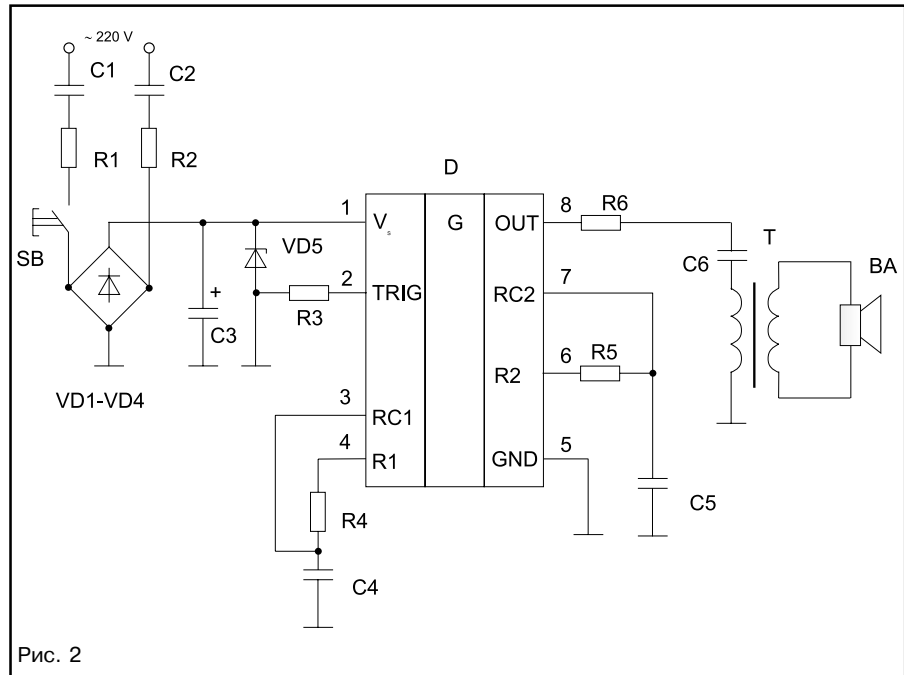 ~ 220 V
C1
C2
R1
R2
SB
VD1-VD4
+
C3
VD5
R3
D
1
Vs
G
OUT
8
R6
2
TRIG
RC2
7
3
RC1
R2
6
R5
4
R1
GND
5
R4
C4
C5
C6
T
BA
Рис. 2